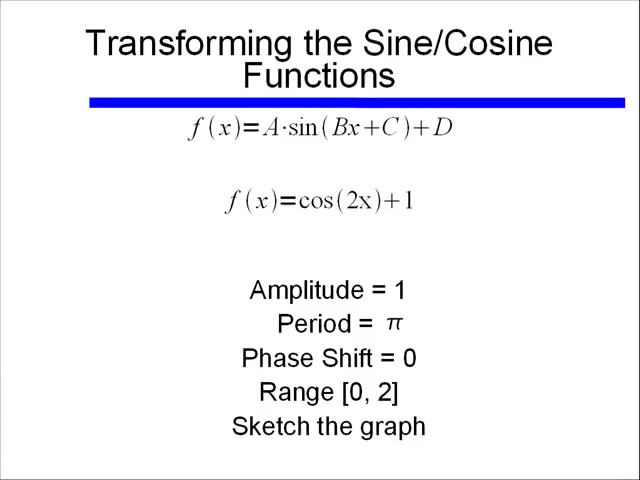 Transforming the Sine/Cosine
Functions
f(x)=A·sin(Bx+C)+D
f(x)=cos(2x)+1
Amplitude = 1
Period = π
Phase Shift = 0
Range [0, 2]
Sketch the graph